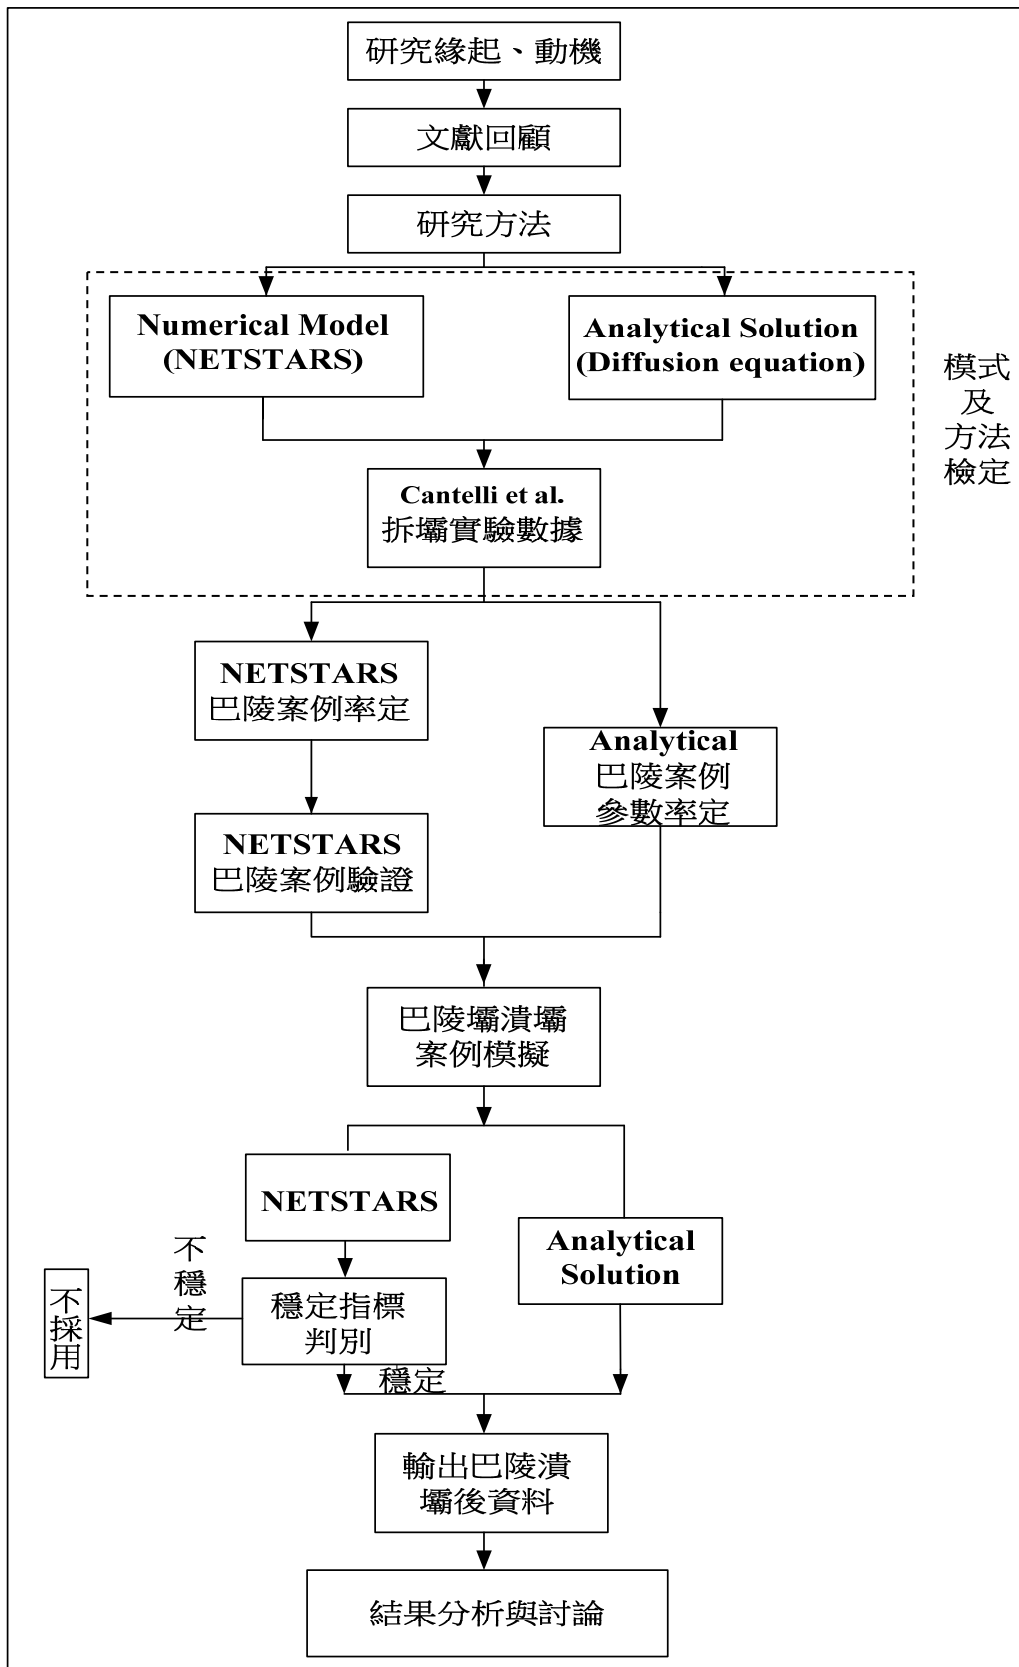 研究緣起、動機
文獻回顧
研究方法
Numerical Model
(NETSTARS)
Analytical Solution
(Diffusion equation)
模式
及
方法
檢定
Cantelli et al.
拆壩實驗數據
NETSTARS
巴陵案例率定
Analytical
巴陵案例
參數率定
NETSTARS
巴陵案例驗證
巴陵壩潰壩
案例模擬
NETSTARS
Analytical
Solution
不穩定
不採用
穩定指標
判別
穩定
輸出巴陵潰
壩後資料
結果分析與討論